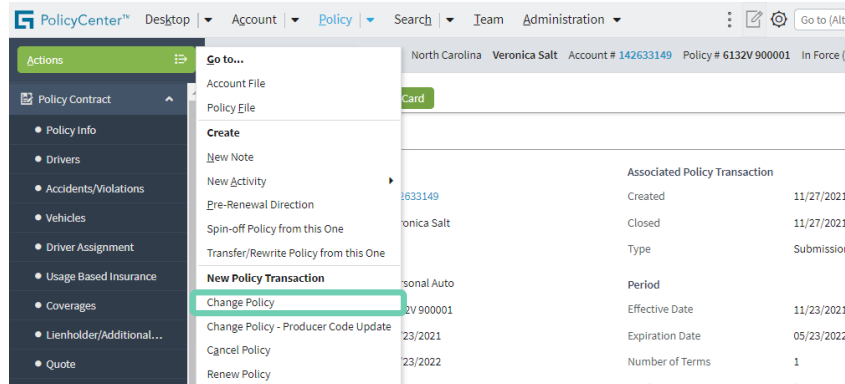 PolicyCenter™ Desktop Account Policy Search Team Administration Go to (Alt
Actions
North Carolina Veronica Salt Account # 142633149 Policy # 6132V 900001 In Force (
Policy Contract
Policy Info
Drivers
Accidents/Violations
Vehicles
Driver Assignment
Usage Based Insurance
Coverages
Lienholder/Additional...
Quote
Go to...
Account File
Policy File
Create
New Note
New Activity
Pre-Renewal Direction
Spin-off Policy from this One
Transfer/Rewrite Policy from this One
New Policy Transaction
Change Policy
Change Policy - Producer Code Update
Cancel Policy
Renew Policy
Card
2633149
ronica Salt
rsonal Auto
2V 900001
/23/2021
/23/2022
Associated Policy Transaction
Created 11/27/2021
Closed 11/27/2021
Type Submission
Period
Effective Date 11/23/2021
Expiration Date 05/23/2022
Number of Terms 1